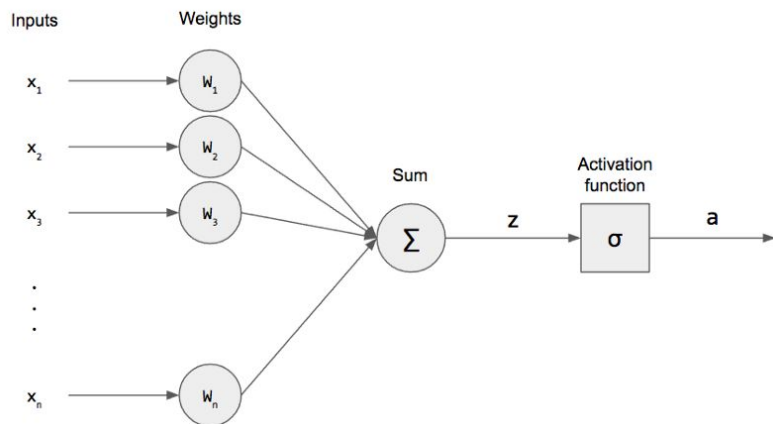 Inputs
Weights
x₁
W₁
x₂
W₂
x₃
W₃
Sum
Σ
z
Activation
function
σ
a
.
.
.
xₙ
Wₙ